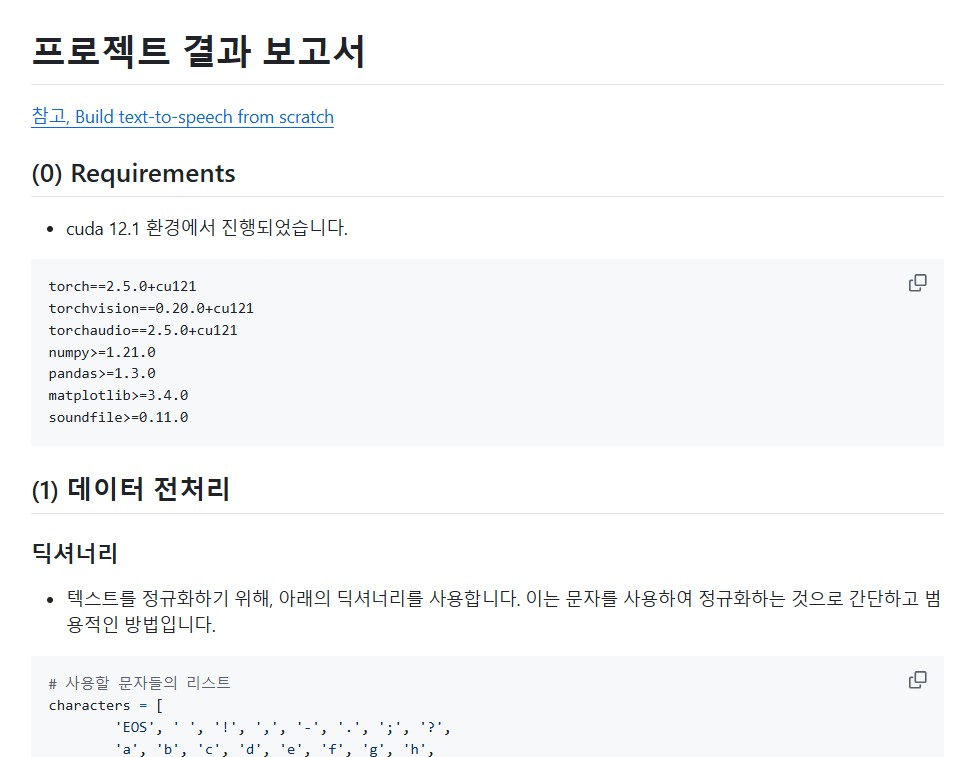 프로젝트 결과 보고서
참고, Build text-to-speech from scratch
(0) Requirements
• cuda 12.1 환경에서 진행되었습니다.
torch==2.5.0+cu121
torchvision==0.20.0+cu121
torchaudio==2.5.0+cu121
numpy>=1.21.0
pandas>=1.3.0
matplotlib>=3.4.0
soundfile>=0.11.0
(1) 데이터 전처리
딕셔너리
• 텍스트를 정규화하기 위해, 아래의 딕셔너리를 사용합니다. 이는 문자를 사용하여 정규화하는 것으로 간단하고 범
용적인 방법입니다.
# 사용할 문자들의 리스트
characters = [
'EOS', ' ', '!', ',', '-', '.', ';', '?',
'a', 'b', 'c', 'd', 'e', 'f', 'g', 'h',